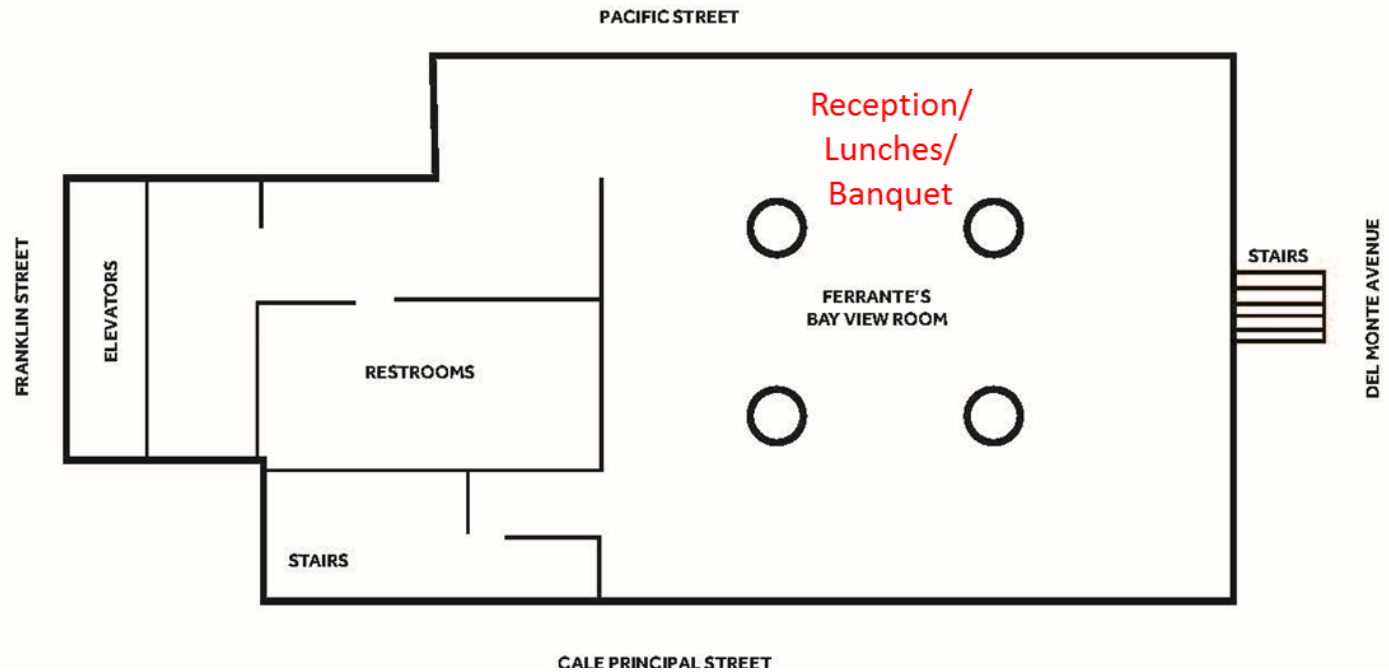 PACIFIC STREET
Reception/
Lunches/
Banquet
FRANKLIN STREET
ELEVATORS
RESTROOMS
FERRANTE'S
BAY VIEW ROOM
STAIRS
DEL MONTE AVENUE
STAIRS
CALE PRINCIPAL STREET